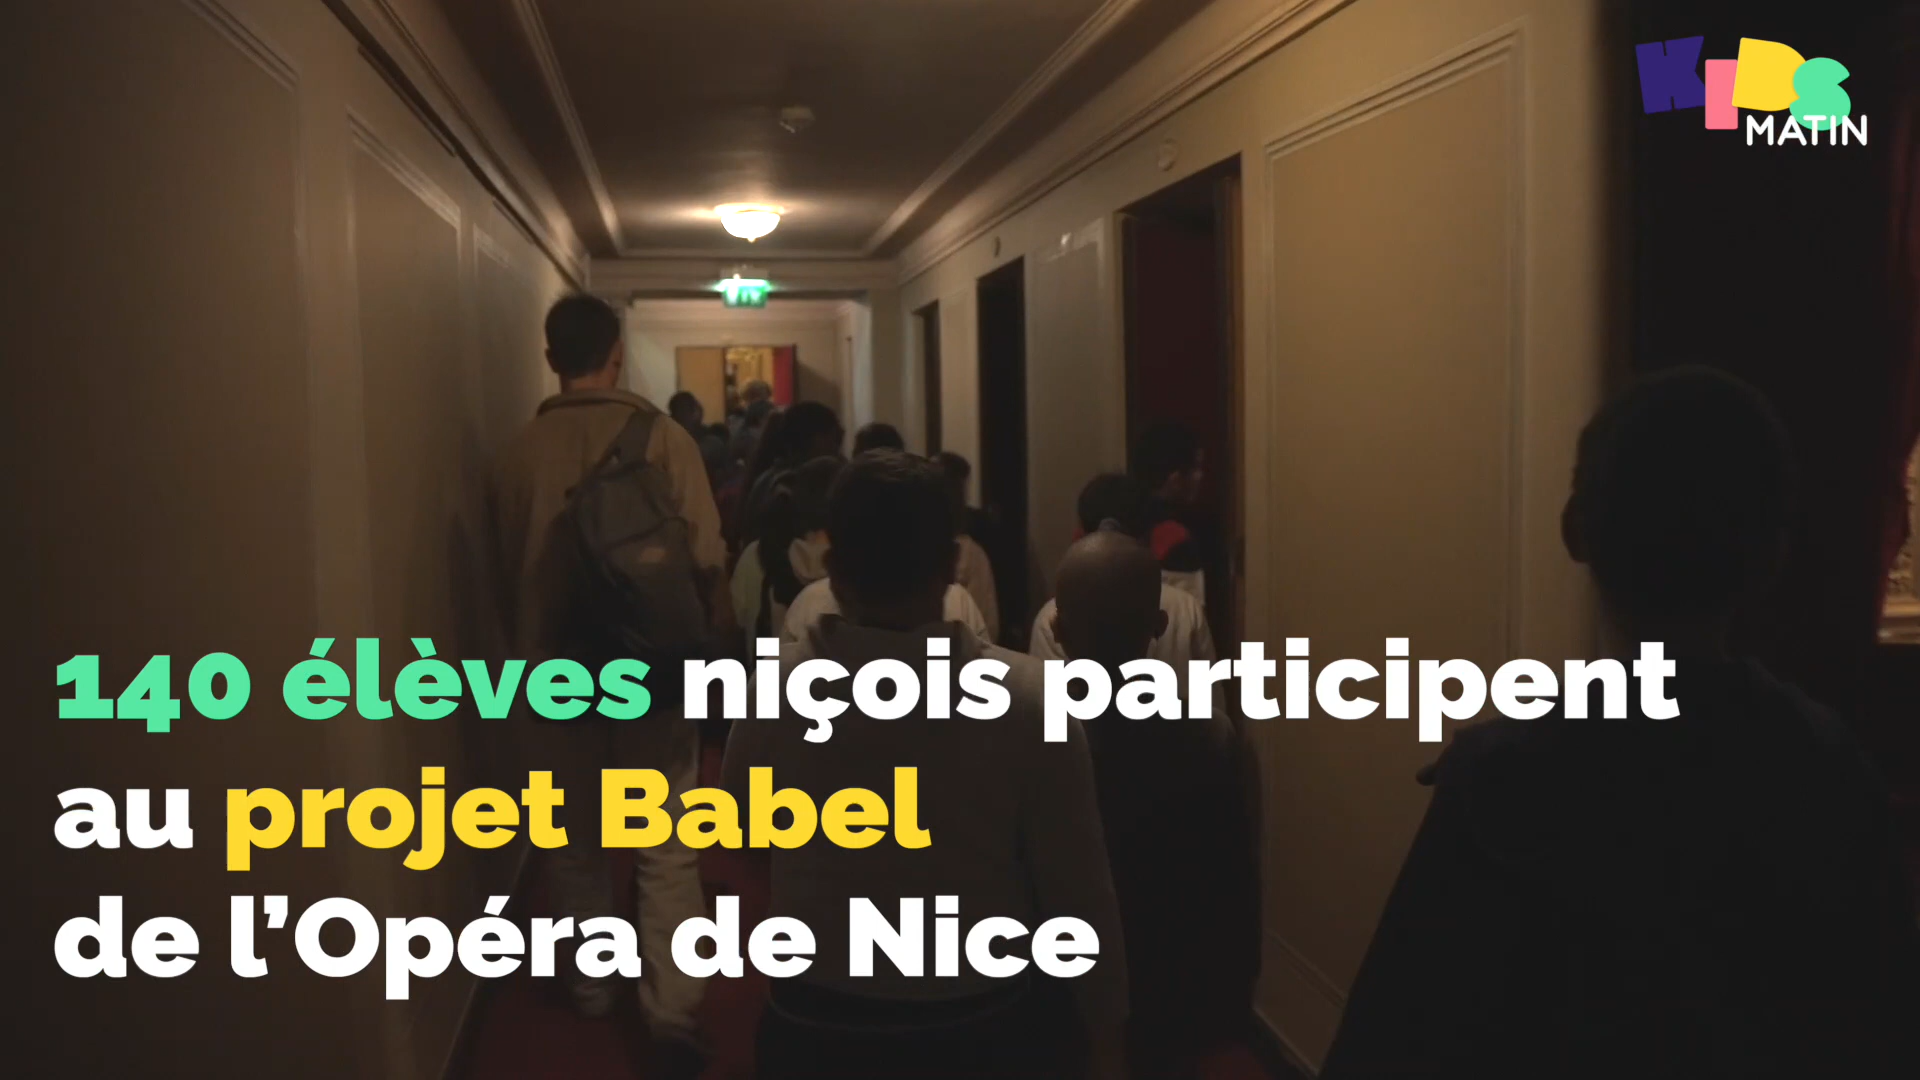 KIDS
MATIN
140 élèves niçois participent
au projet Babel
de l’Opéra de Nice